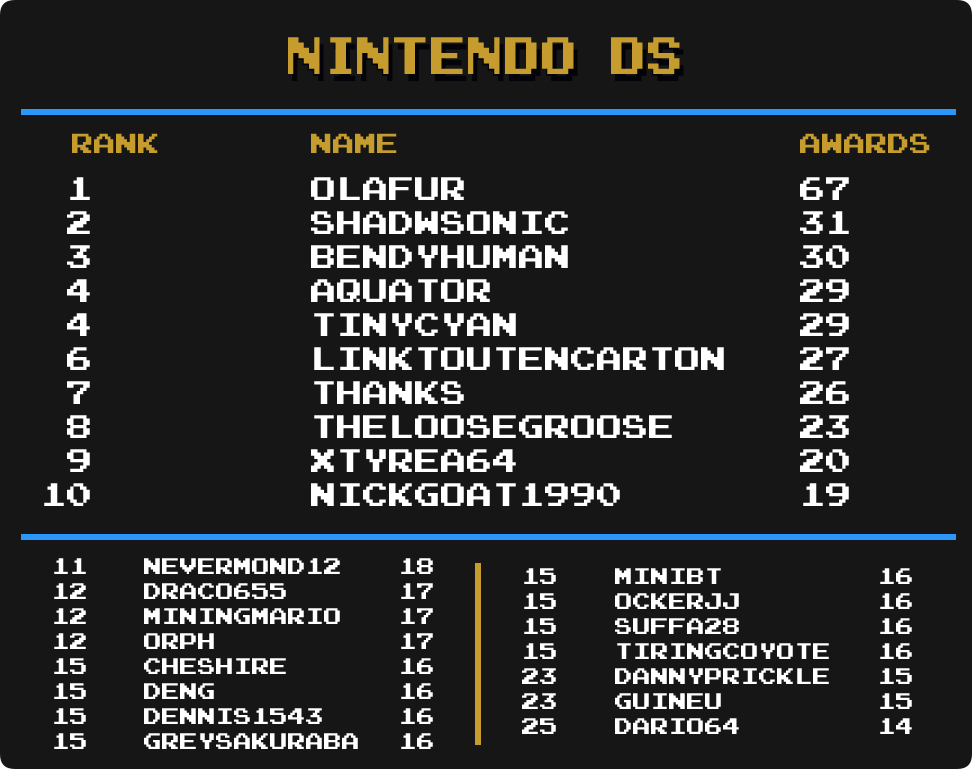 NINTENDO DS
RANK NAME AWARDS
1 OLAFUR 67
2 SHADWSONIC 31
3 BENDYHUMAN 30
4 AQUATOR 29
4 TINYCYAN 29
6 LINKTOUTENCARTON 27
7 THANKS 26
8 THELOOSEGROOSE 23
9 XTYREA64 20
10 NICKGOAT1990 19
11 NEVERMOND12 18
12 DRACO655 17
12 MININGMARIO 17
12 ORPH 17
15 CHESHIRE 16
15 DENG 16
15 DENNIS1543 16
15 GREYSAKURABA 16
15 MINIBT 16
15 OCKERJJ 16
15 SUFFA28 16
15 TIRINGCOYOTE 16
23 DANNYPRICKLE 15
23 GUINEU 15
25 DARIO64 14